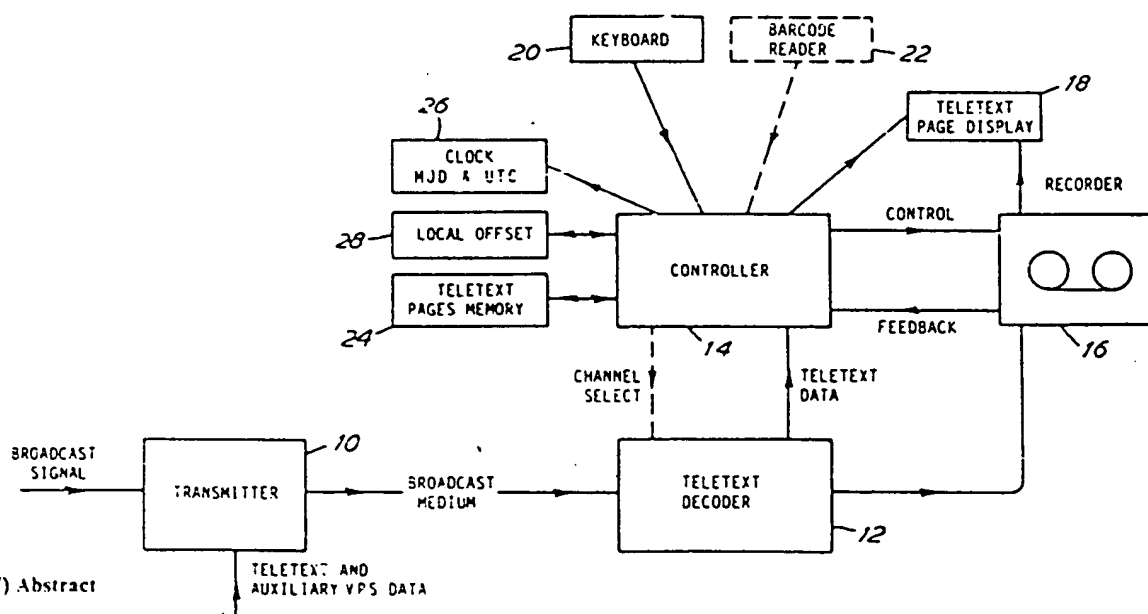 KEYBOARD
20
BARCODE
READER
22
18
TELETEXT
PAGE DISPLAY
26
CLOCK
MJD & UTC
RECORDER
28
LOCAL OFFSET
CONTROL
CONTROLLER
TELETEXT
PAGES MEMORY
24
FEEDBACK
14
16
CHANNEL
SELECT
TELETEXT
DATA
10
BROADCAST
SIGNAL
TRANSMITTER
BROADCAST
MEDIUM
TELETEXT
DECODER
12
TELETEXT AND
AUXILIARY VPS DATA
) Abstract